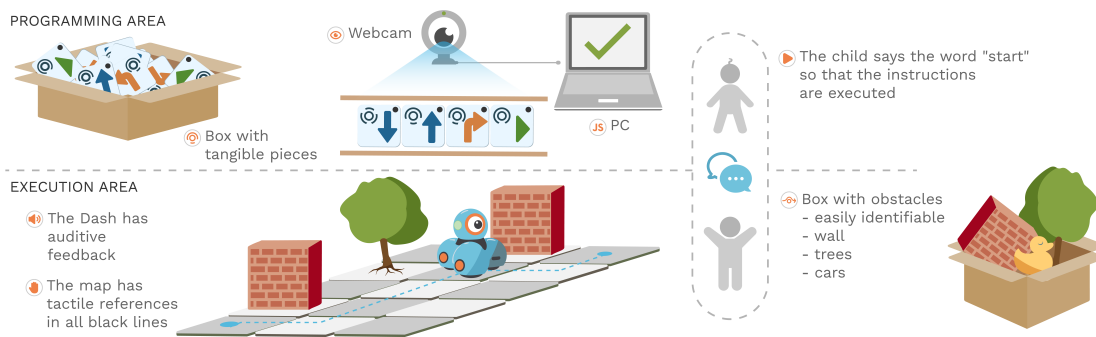 PROGRAMMING AREA
Webcam
Box with
tangible pieces
JS PC
The child says the word "start"
so that the instructions
are executed
EXECUTION AREA
The Dash has
auditive
feedback
The map has
tactile references
in all black lines
Box with obstacles
- easily identifiable
- wall
- trees
- cars